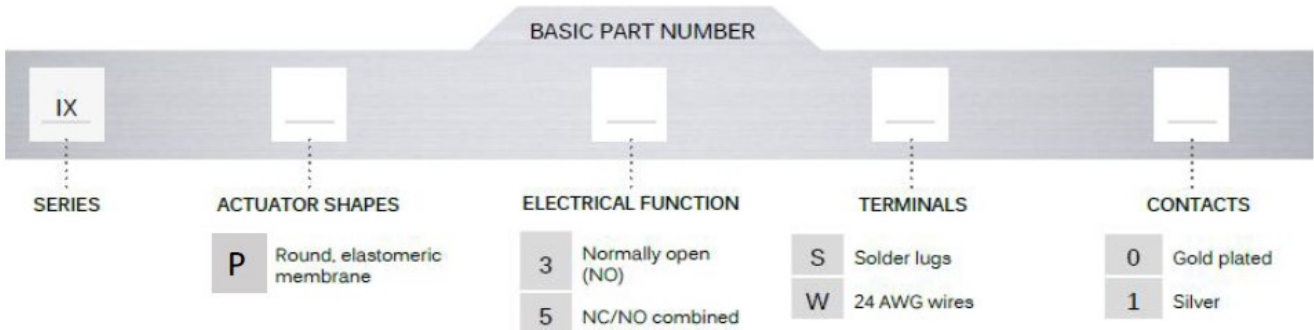 BASIC PART NUMBER
IX
SERIES
ACTUATOR SHAPES
P Round, elastomeric
membrane
ELECTRICAL FUNCTION
3 Normally open
(NO)
5 NC/NO combined
TERMINALS
S Solder lugs
W 24 AWG wires
CONTACTS
0 Gold plated
1 Silver